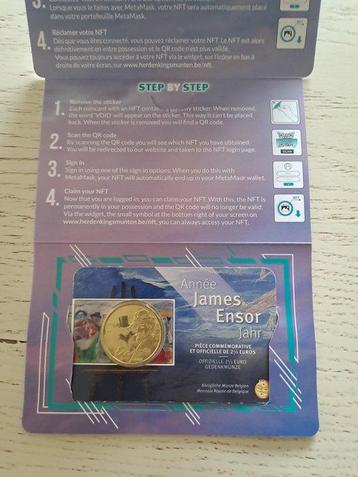 Lorsque vous le faites avec MetaMask, votre NFT sera automatiquement placé
dans votre portefeuille MetaMask.
4. Réclamer votre NFT
Dès que vous êtes connecté, vous pouvez réclamer votre NFT. Le NFT est alors
définitivement en votre possession et le QR code n'est plus valide.
Vous pouvez toujours accéder à votre NFT via le widget, sur l'icône en bas à
droite de votre écran, sur www.herdenkingsmunten.be/nft.
STEP BY STEP
1. Remove the sticker
Each coincard with an NFT contains a security sticker. When removed,
the word 'VOID' will appear on the sticker. This way it can't be placed
back. When the sticker is removed you will find a QR code.
2. Scan the QR code
By scanning the QR code you will see which NFT you have obtained.
You will be redirected to our website and taken to the NFT login page.
3. Sign in
Sign in using one of the sign in options. When you do this with
MetaMask, your NFT will automatically end up in your MetaMask wallet.
4. Claim your NFT
Now that you are logged in, you can claim your NFT. With this, the NFT is
permanently in your possession and the QR code will no longer be valid.
Via the widget, the small symbol at the bottom right of your screen on
www.herdenkingsmunten.be/nft, you can always access your NFT.
Année
James
Ensor
Jahr
PIÈCE COMMÉMORATIVE
ET OFFICIELLE DE 2½ EUROS
OFFIZIELLE 2½ EURO
GEDENKMÜNZE
Königliche Münze Belgien
Monnaie Royale de Belgique